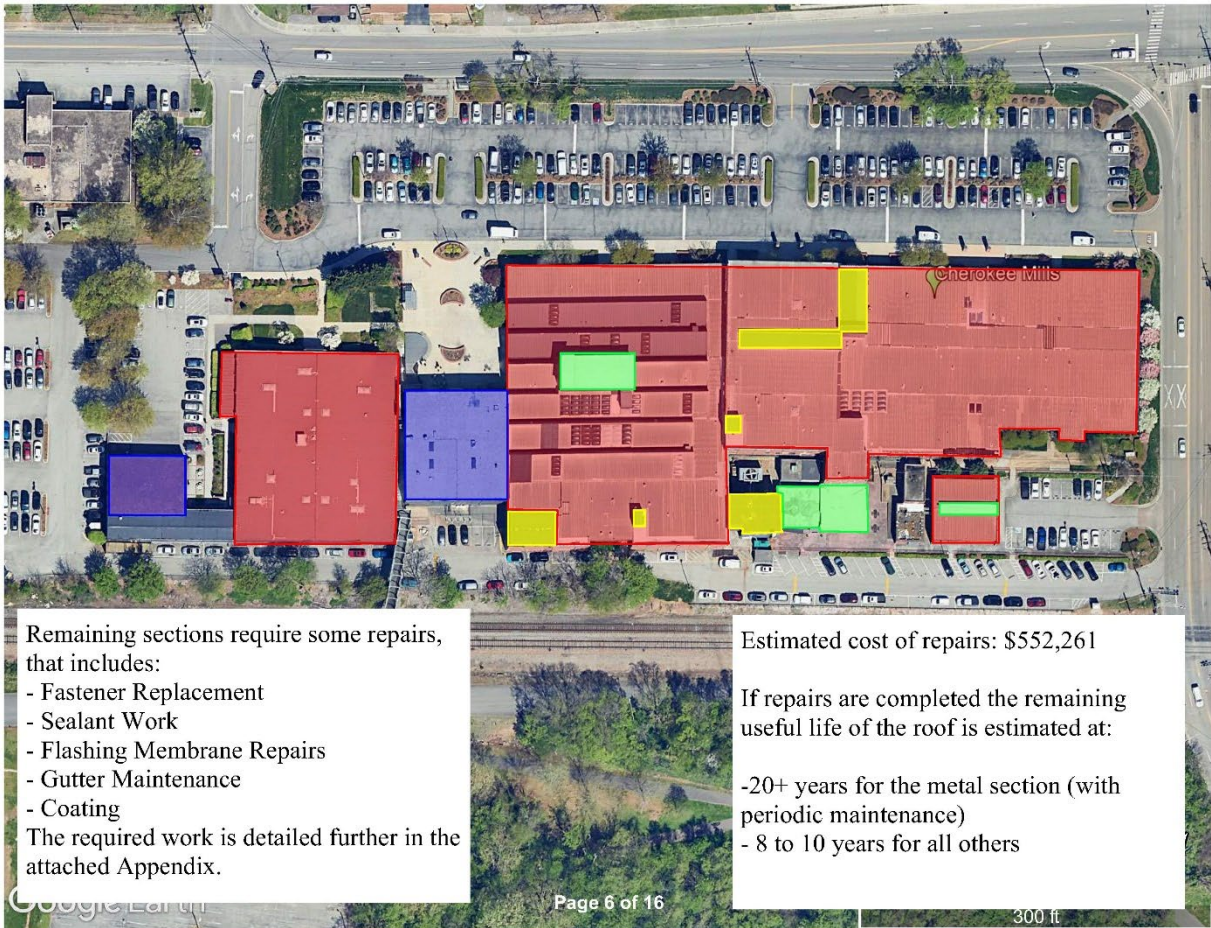 Cherokee Mills
Remaining sections require some repairs,
that includes:
- Fastener Replacement
- Sealant Work
- Flashing Membrane Repairs
- Gutter Maintenance
- Coating
The required work is detailed further in the
attached Appendix.
Estimated cost of repairs: $552,261
If repairs are completed the remaining
useful life of the roof is estimated at:
-20+ years for the metal section (with
periodic maintenance)
- 8 to 10 years for all others
Google Earth
Page 6 of 16
300 ft